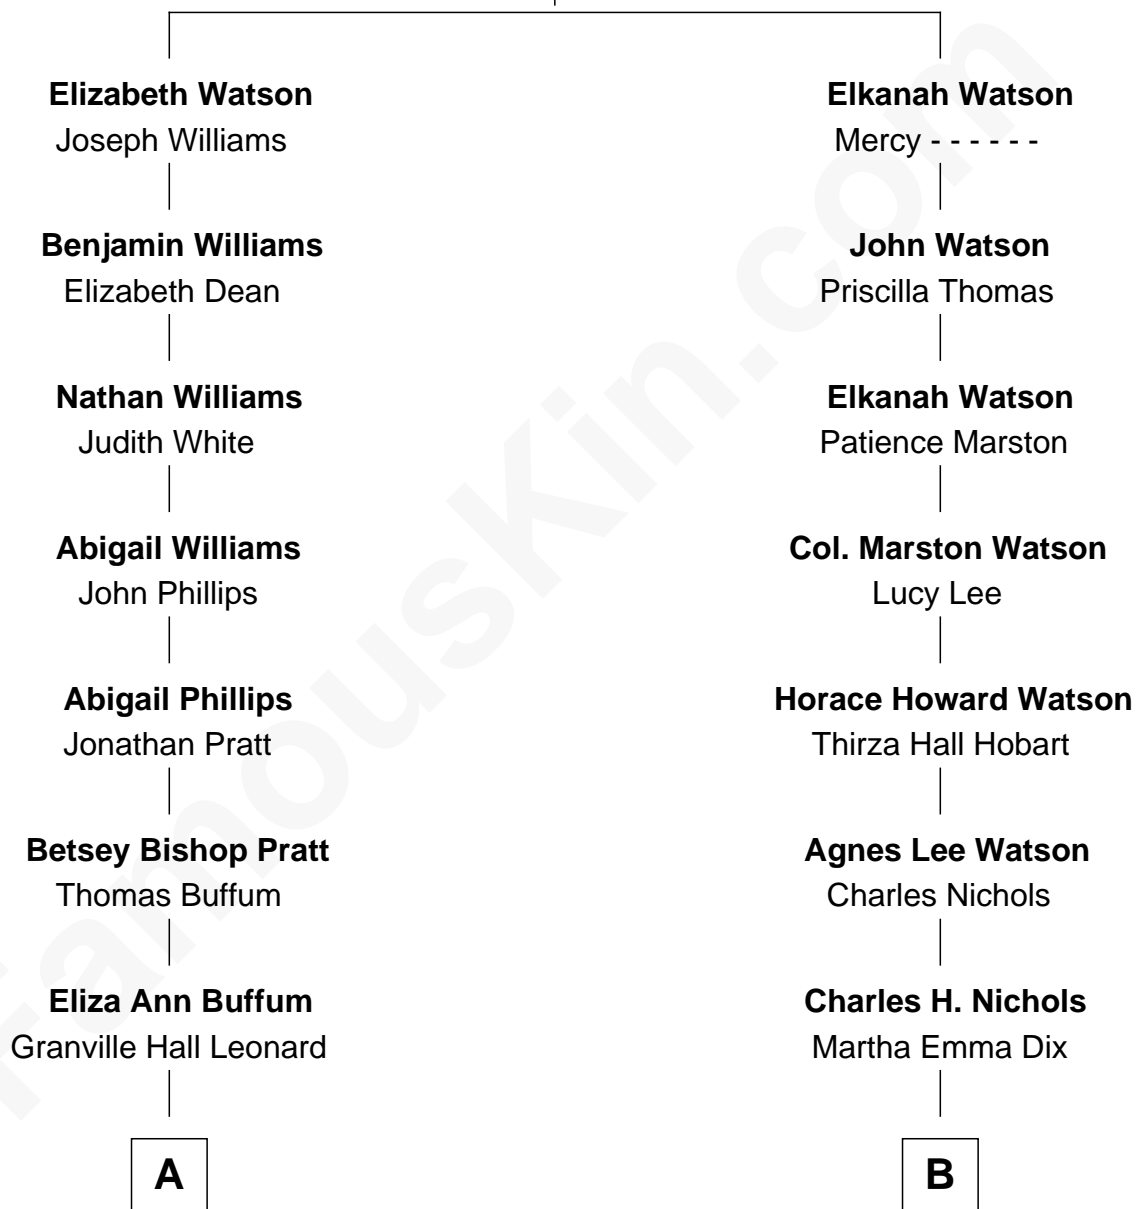 Elizabeth Watson
Joseph Williams
Elkanah Watson
Mercy - - - - - -
Benjamin Williams
Elizabeth Dean
John Watson
Priscilla Thomas
Nathan Williams
Judith White
Elkanah Watson
Patience Marston
Abigail Williams
John Phillips
Col. Marston Watson
Lucy Lee
Abigail Phillips
Jonathan Pratt
Horace Howard Watson
Thirza Hall Hobart
Betsey Bishop Pratt
Thomas Buffum
Agnes Lee Watson
Charles Nichols
Eliza Ann Buffum
Granville Hall Leonard
Charles H. Nichols
Martha Emma Dix
A
B
FamousKin.com